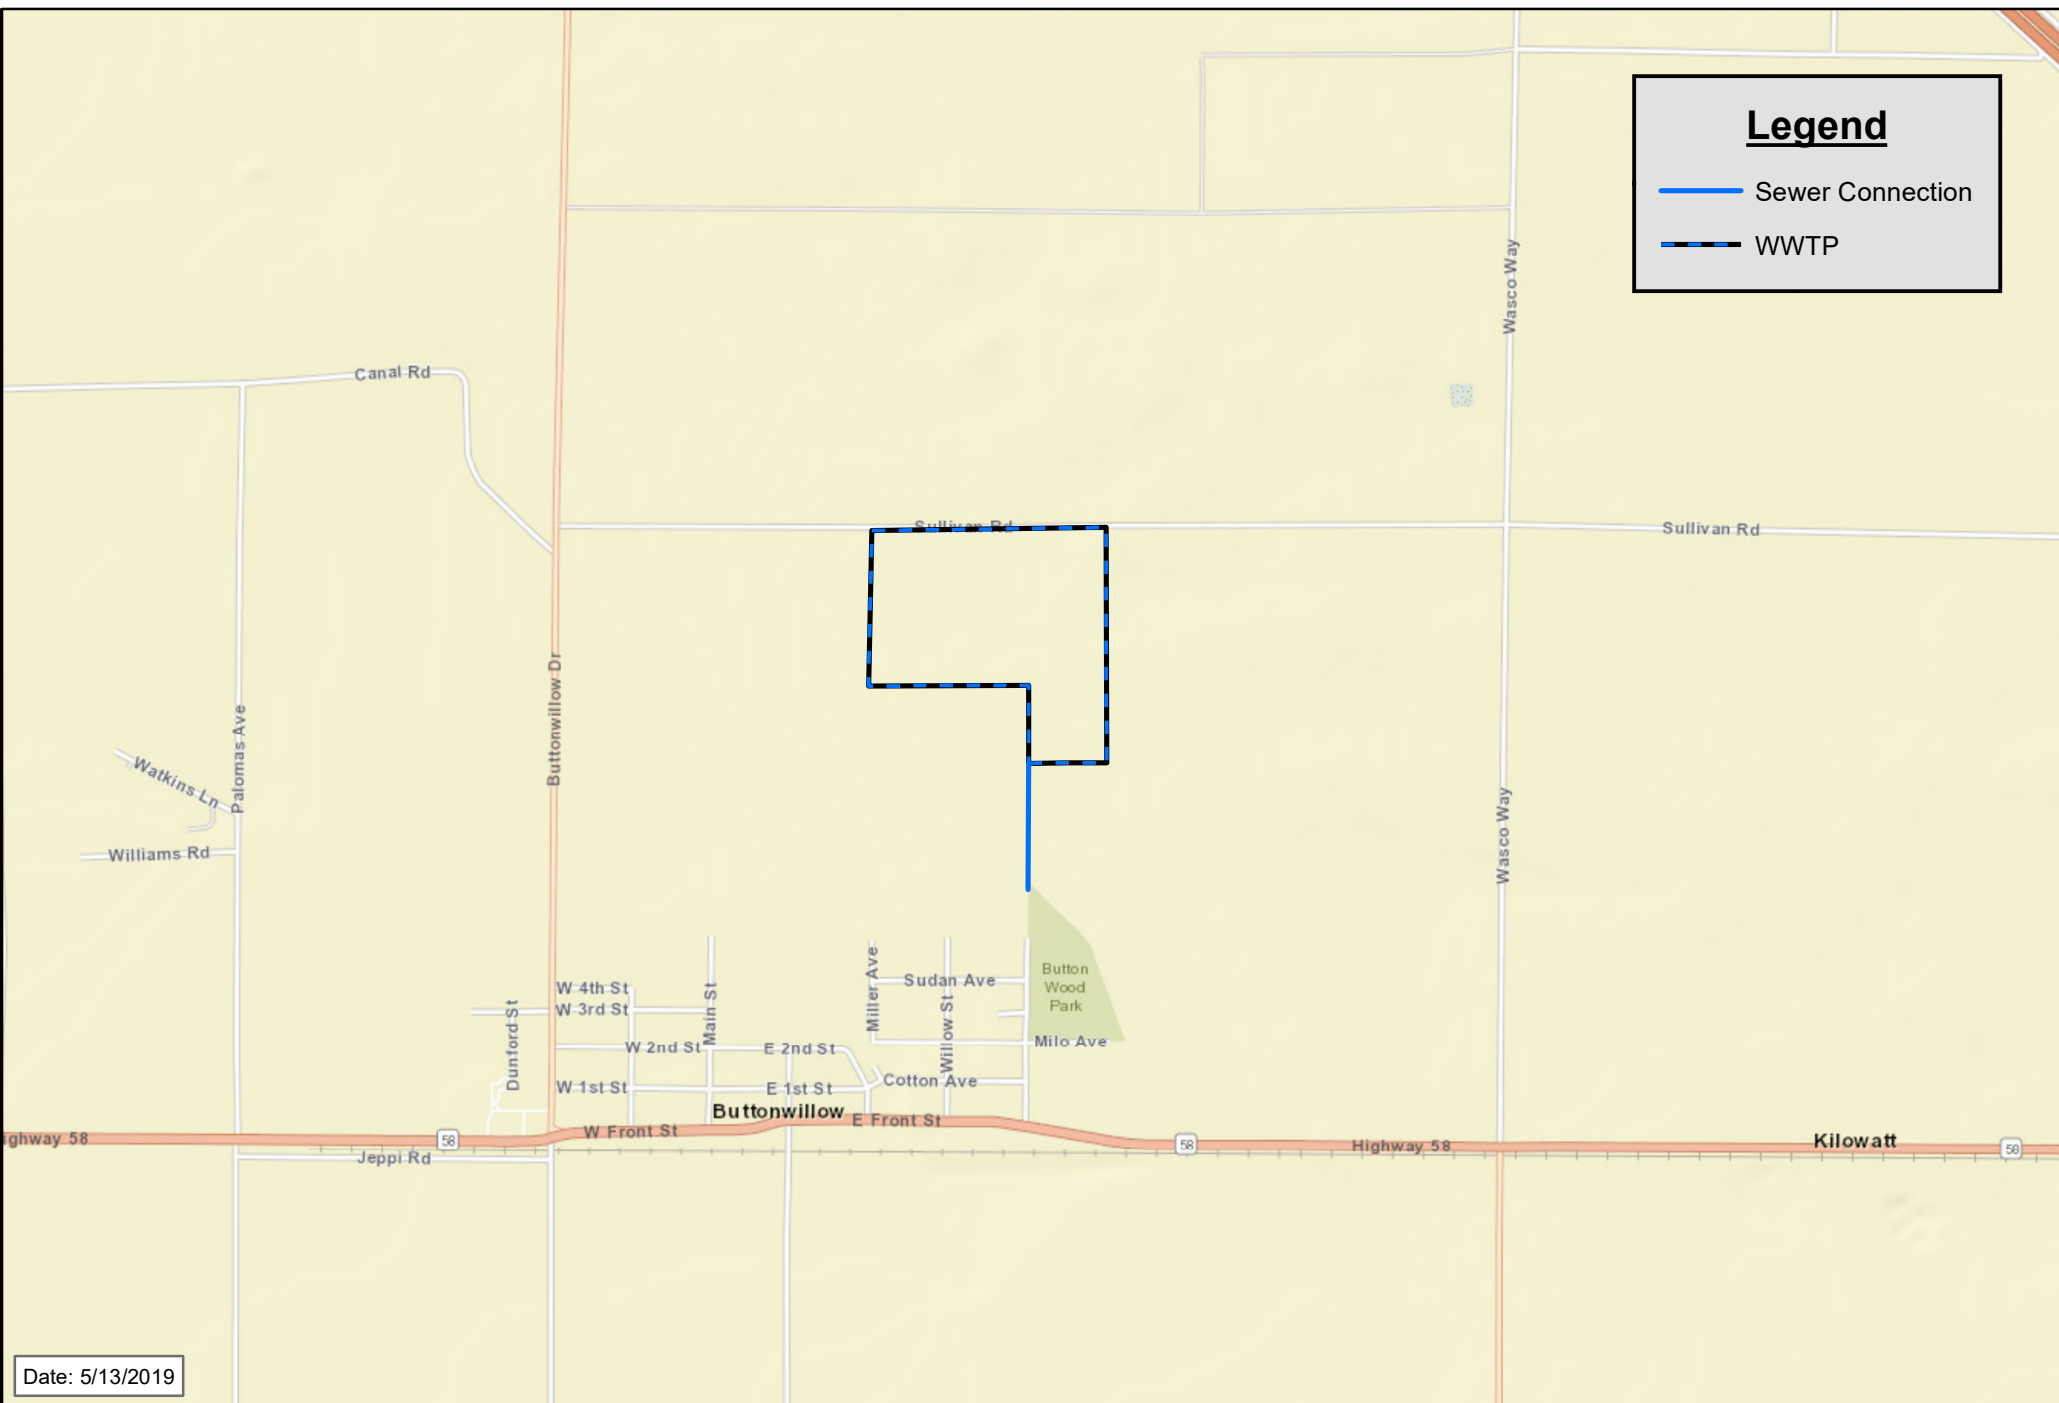 Legend
Sewer Connection
WWTP
Wasco Way
Canal Rd
Sullivan Rd
Sullivan Rd
Buttonwillow Dr
Palomas Ave
Watkins Ln
Williams Rd
Wasco Way
Button
Wood
Park
Miller Ave
Sudan Ave
Willow St
W 4th St
W 3rd St
Main St
Dunford St
W 2nd St
E 2nd St
Milo Ave
W 1st St
E 1st St
Cotton Ave
Buttonwillow
E Front St
W Front St
ighway 58
58
58
Highway 58
Kilowatt
58
Jeppi Rd
Date: 5/13/2019